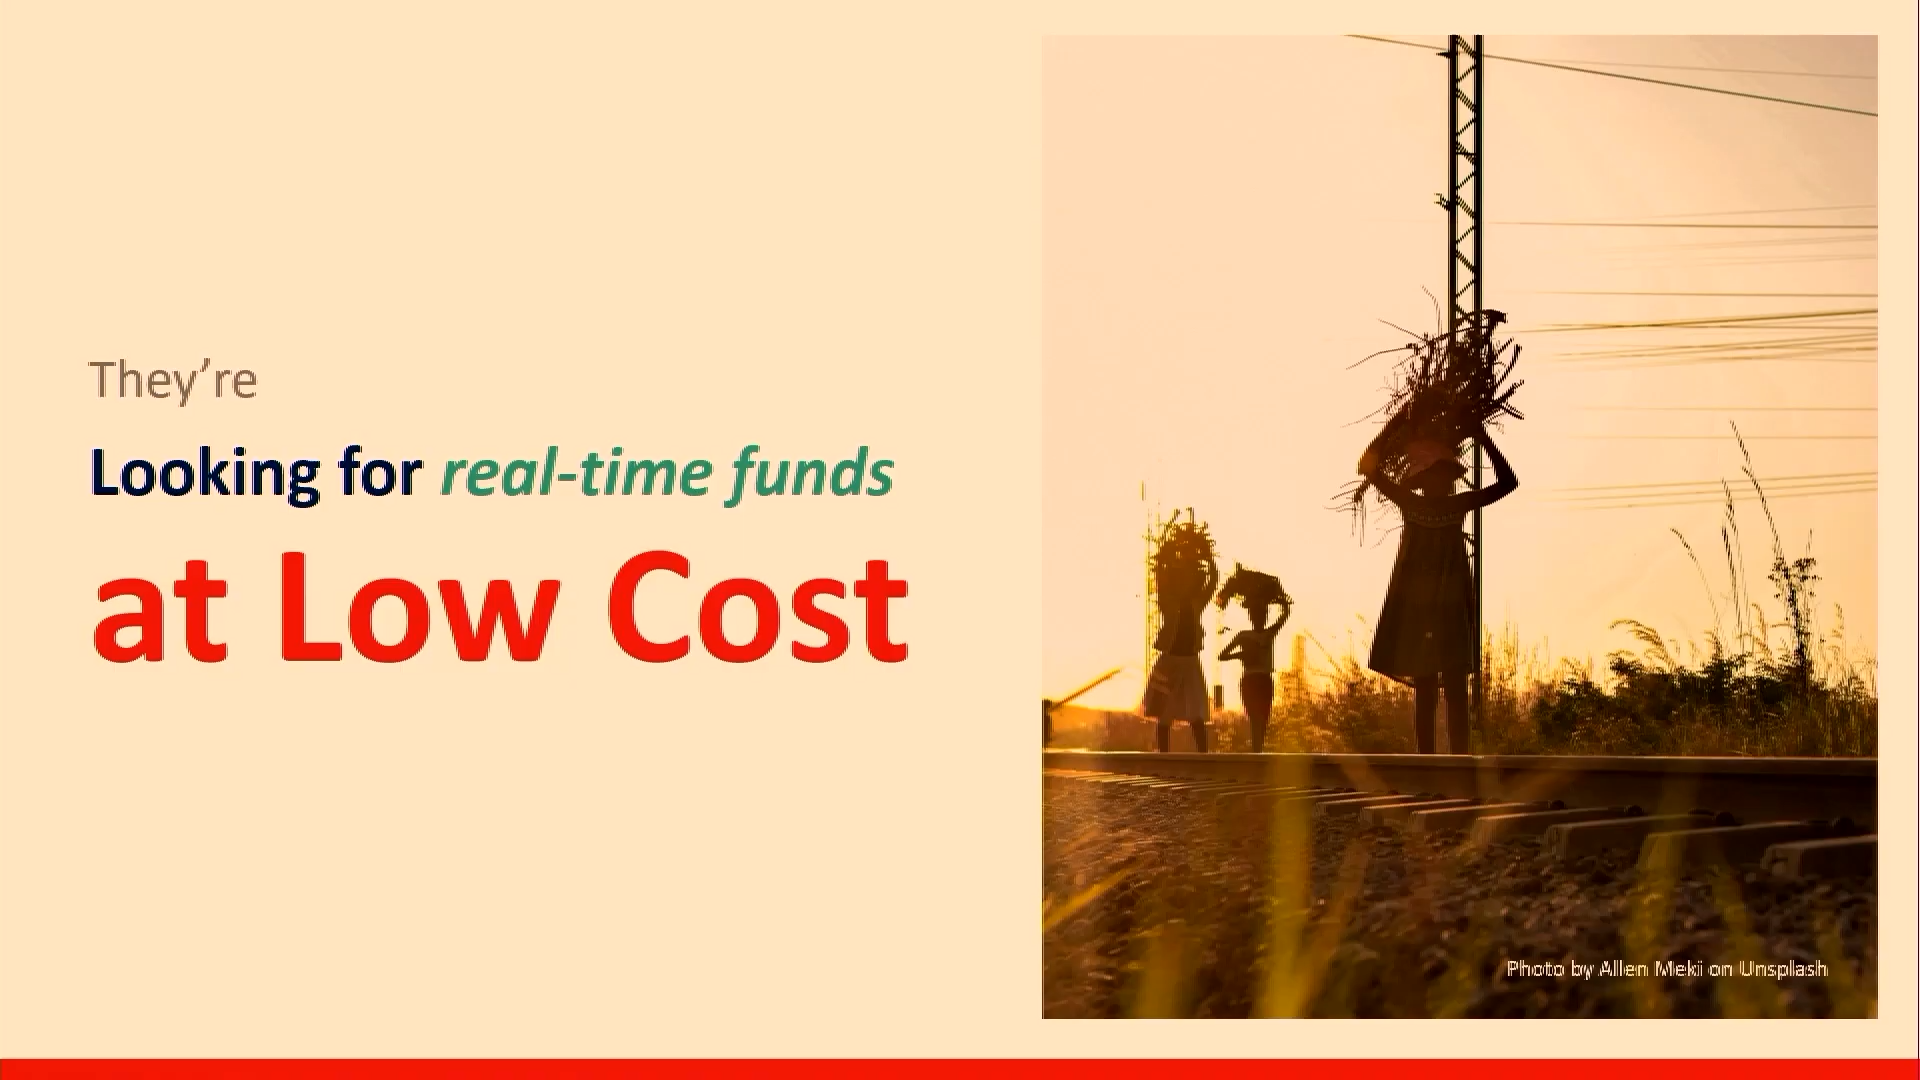 They’re
Looking for real-time funds
at Low Cost
Photo by Allen Meki on Unsplash